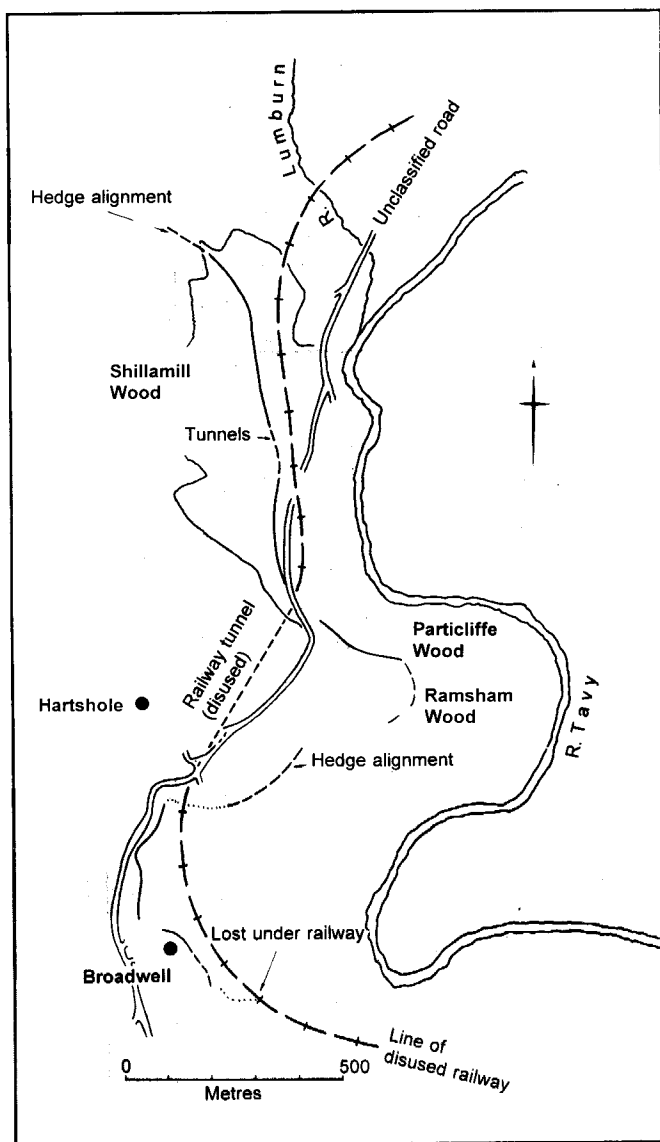 R. Lumburn
Unclassified road
Hedge alignment
Shillamill
Wood
Tunnels
Railway tunnel
(disused)
Particliffe
Wood
Hartshole
Ramsham
Wood
R. Tavy
Hedge alignment
Lost under railway
Broadwell
Line of
disused railway
0
500
Metres